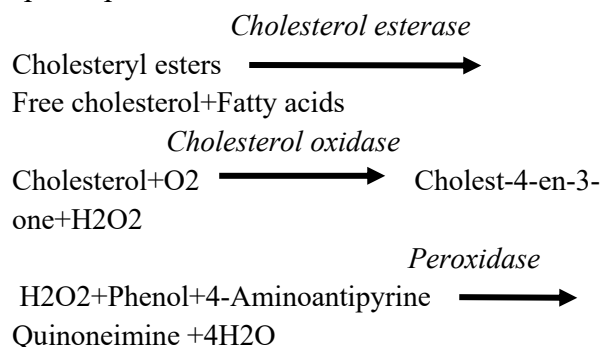 Cholesterol esterase
Cholesteryl esters
Free cholesterol+Fatty acids
Cholesterol oxidase
Cholesterol+O2 Cholest-4-en-3-
one+H2O2
Peroxidase
H2O2+Phenol+4-Aminoantipyrine
Quinoneimine +4H2O